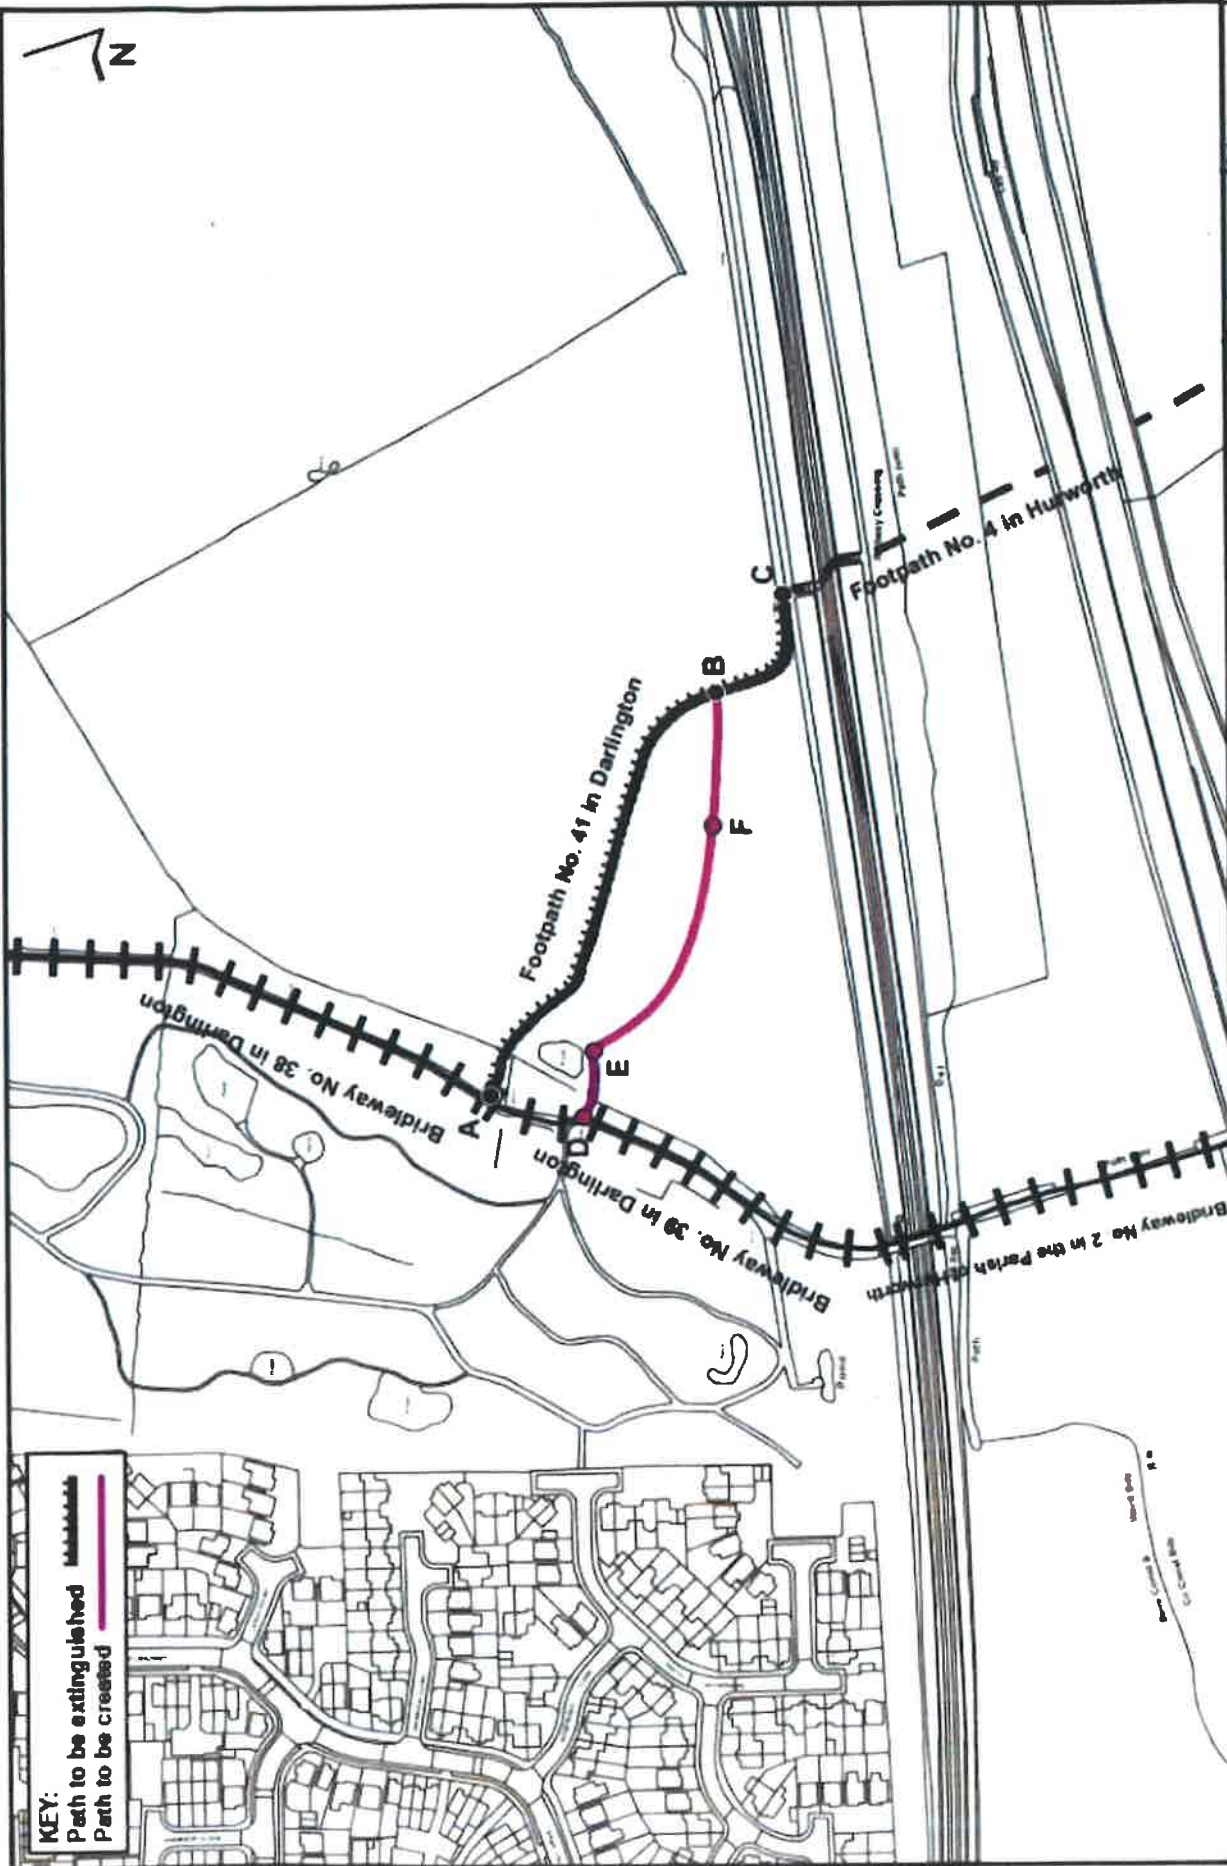 KEY:
Path to be extinguished
Path to be created
N
Bridleway No. 38 in Darlington
A
Footpath No. 41 in Darlington
B
C
D
E
F
Bridleway No. 39 in Darlington
Footpath No. 4 in Hurworth
Bridleway No 2 in the Parish of Hurworth
Path
Pond